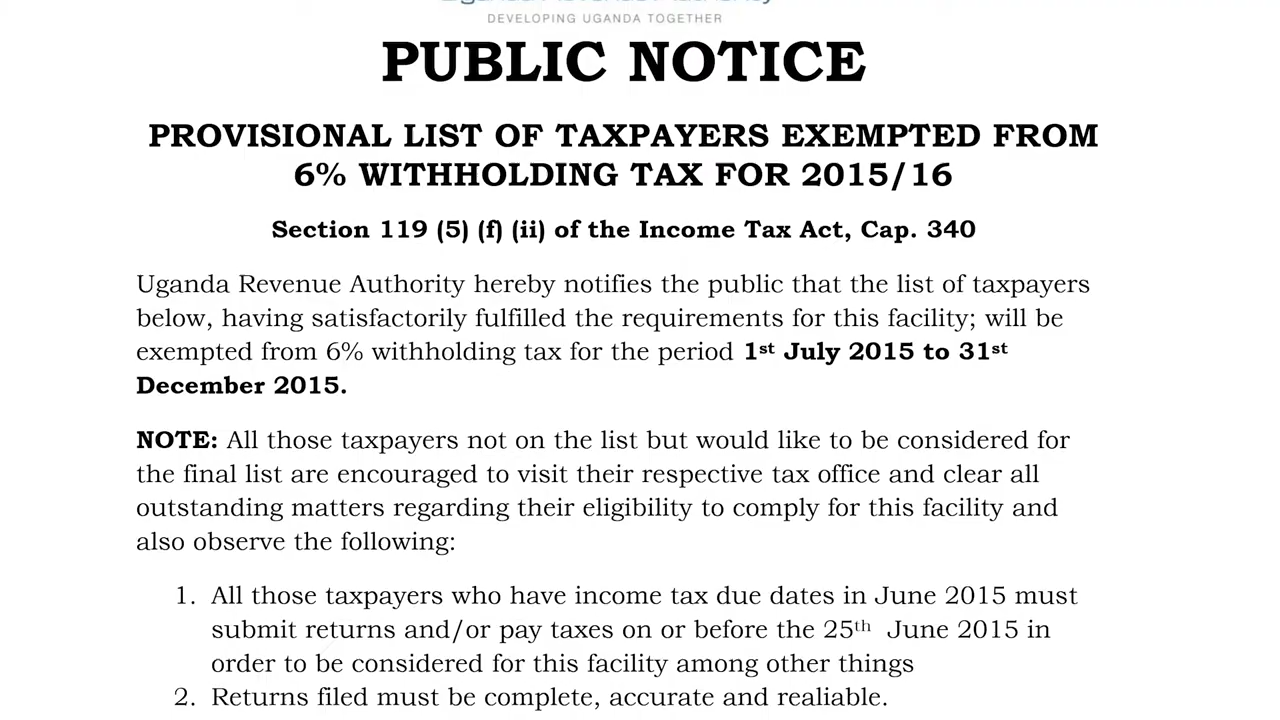 DEVELOPING UGANDA TOGETHER
PUBLIC NOTICE
PROVISIONAL LIST OF TAXPAYERS EXEMPTED FROM
6% WITHHOLDING TAX FOR 2015/16
Section 119 (5) (f) (ii) of the Income Tax Act, Cap. 340
Uganda Revenue Authority hereby notifies the public that the list of taxpayers
below, having satisfactorily fulfilled the requirements for this facility; will be
exempted from 6% withholding tax for the period 1st July 2015 to 31st
December 2015.
NOTE: All those taxpayers not on the list but would like to be considered for
the final list are encouraged to visit their respective tax office and clear all
outstanding matters regarding their eligibility to comply for this facility and
also observe the following:
1. All those taxpayers who have income tax due dates in June 2015 must
submit returns and/or pay taxes on or before the 25th June 2015 in
order to be considered for this facility among other things
2. Returns filed must be complete, accurate and realiable.